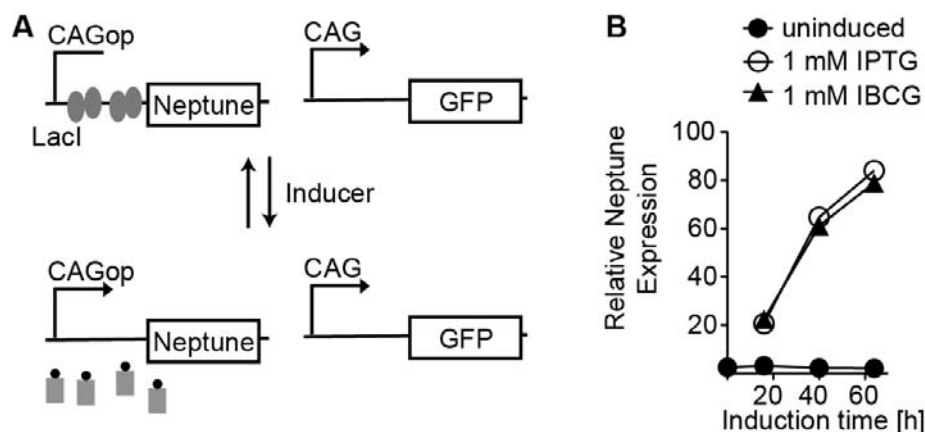 A
CAGop
CAG
Neptune
GFP
LacI
Inducer
CAGop
CAG
Neptune
GFP
B
uninduced
1 mM IPTG
1 mM IBCG
Relative Neptune
Expression
100
80
60
40
20
20 40 60
Induction time [h]